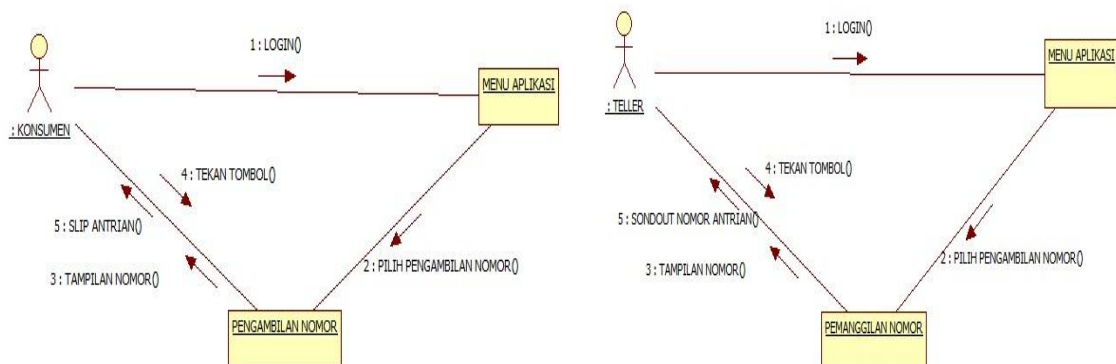 1 : LOGIN()
MENU APLIKASI
: KONSUMEN
4 : TEKAN TOMBOL()
5 : SLIP ANTRIAN()
3 : TAMPILAN NOMOR()
2 : PILIH PENGAMBILAN NOMOR()
PENGAMBILAN NOMOR
1 : LOGIN()
MENU APLIKASI
: TELLER
4 : TEKAN TOMBOL()
5 : SONDOUT NOMOR ANTRIAN()
3 : TAMPILAN NOMOR()
2 : PILIH PENGAMBILAN NOMOR()
PEMANGGILAN NOMOR